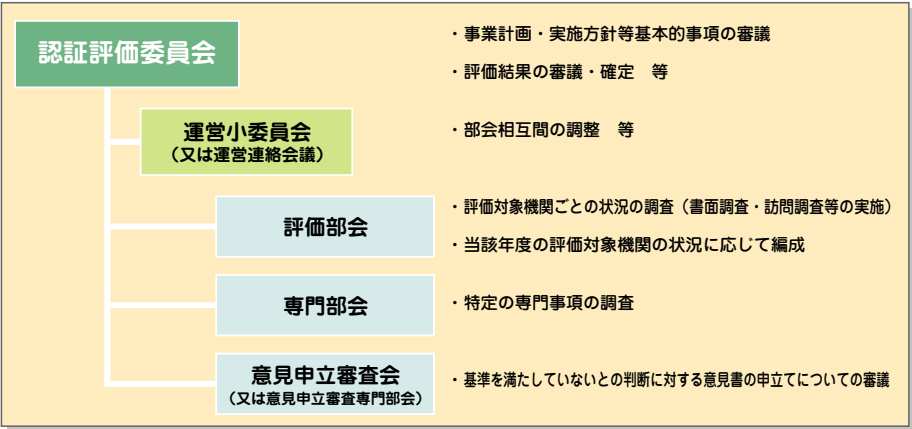 認証評価委員会
・事業計画・実施方針等基本的事項の審議
・評価結果の審議・確定　等
運営小委員会
（又は運営連絡会議）
・部会相互間の調整　等
評価部会
・評価対象機関ごとの状況の調査（書面調査・訪問調査等の実施）
・当該年度の評価対象機関の状況に応じて編成
専門部会
・特定の専門事項の調査
意見申立審査会
（又は意見申立審査専門部会）
・基準を満たしていないとの判断に対する意見書の申立てについての審議